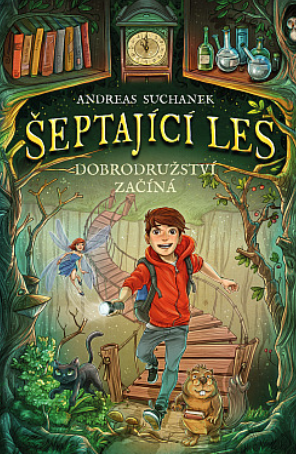 ANDREAS SUCHANEK
ŠEPTAJÍCÍ LES
DOBRODRUŽSTVÍ
ZAČÍNÁ